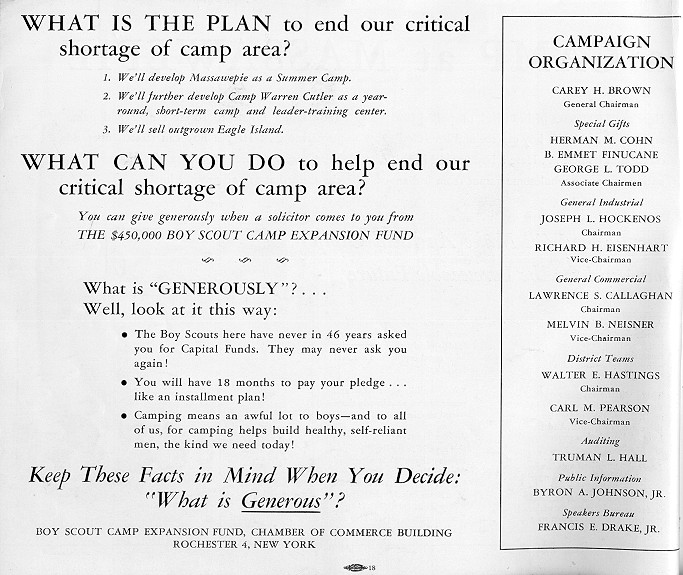 WHAT IS THE PLAN to end our critical
shortage of camp area?
1. We'll develop Massawepie as a Summer Camp.
2. We'll further develop Camp Warren Cutler as a year-
round, short-term camp and leader-training center.
3. We'll sell outgrown Eagle Island.
WHAT CAN YOU DO to help end our
critical shortage of camp area?
You can give generously when a solicitor comes to you from
THE $450,000 BOY SCOUT CAMP EXPANSION FUND
What is "GENEROUSLY"? . . .
Well, look at it this way:
• The Boy Scouts here have never in 46 years asked
you for Capital Funds. They may never ask you
again!
• You will have 18 months to pay your pledge . . .
like an installment plan!
• Camping means an awful lot to boys—and to all
of us, for camping helps build healthy, self-reliant
men, the kind we need today!
Keep These Facts in Mind When You Decide:
"What is Generous"?
BOY SCOUT CAMP EXPANSION FUND, CHAMBER OF COMMERCE BUILDING
ROCHESTER 4, NEW YORK
18
CAMPAIGN
ORGANIZATION
CAREY H. BROWN
General Chairman
Special Gifts
HERMAN M. COHN
B. EMMET FINUCANE
GEORGE L. TODD
Associate Chairmen
General Industrial
JOSEPH L. HOCKENOS
Chairman
RICHARD H. EISENHART
Vice-Chairman
General Commercial
LAWRENCE S. CALLAGHAN
Chairman
MELVIN B. NEISNER
Vice-Chairman
District Teams
WALTER E. HASTINGS
Chairman
CARL M. PEARSON
Vice-Chairman
Auditing
TRUMAN L. HALL
Public Information
BYRON A. JOHNSON, JR.
Speakers Bureau
FRANCIS E. DRAKE, JR.